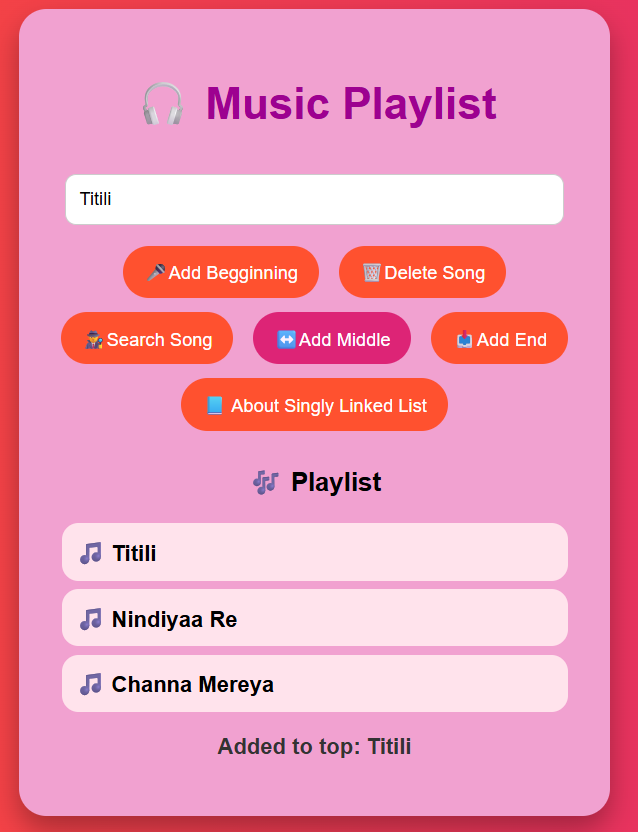 🎧 Music Playlist
Titili
🎤Add Begginning
🗑️Delete Song
🕵️Search Song
↔️Add Middle
📥Add End
📘 About Singly Linked List
🎶 Playlist
🎵 Titili
🎵 Nindiyaa Re
🎵 Channa Mereya
Added to top: Titili